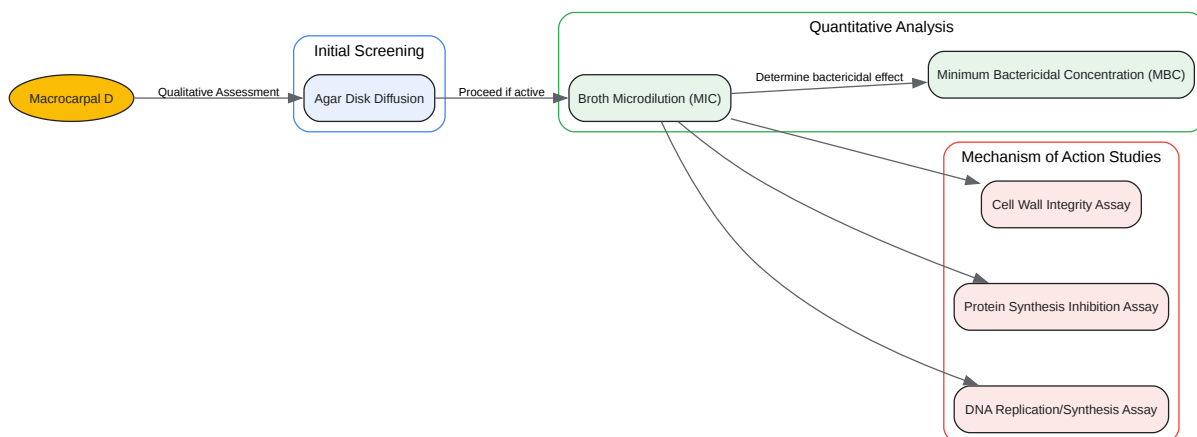 Macrocarpal D
Qualitative Assessment
Initial Screening
Agar Disk Diffusion
Proceed if active
Quantitative Analysis
Broth Microdilution (MIC)
Determine bactericidal effect
Minimum Bactericidal Concentration (MBC)
Mechanism of Action Studies
Cell Wall Integrity Assay
Protein Synthesis Inhibition Assay
DNA Replication/Synthesis Assay